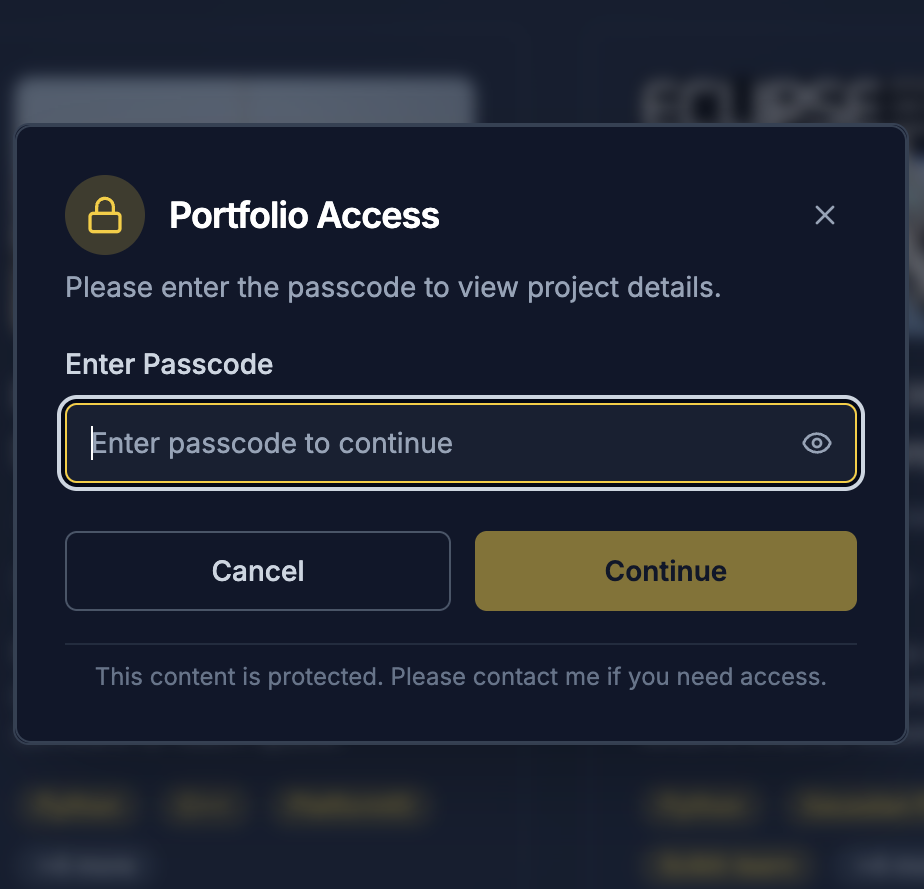 ECLIPSE
Portfolio Access
Please enter the passcode to view project details.
Enter Passcode
Enter passcode to continue
Cancel
Continue
This content is protected. Please contact me if you need access.